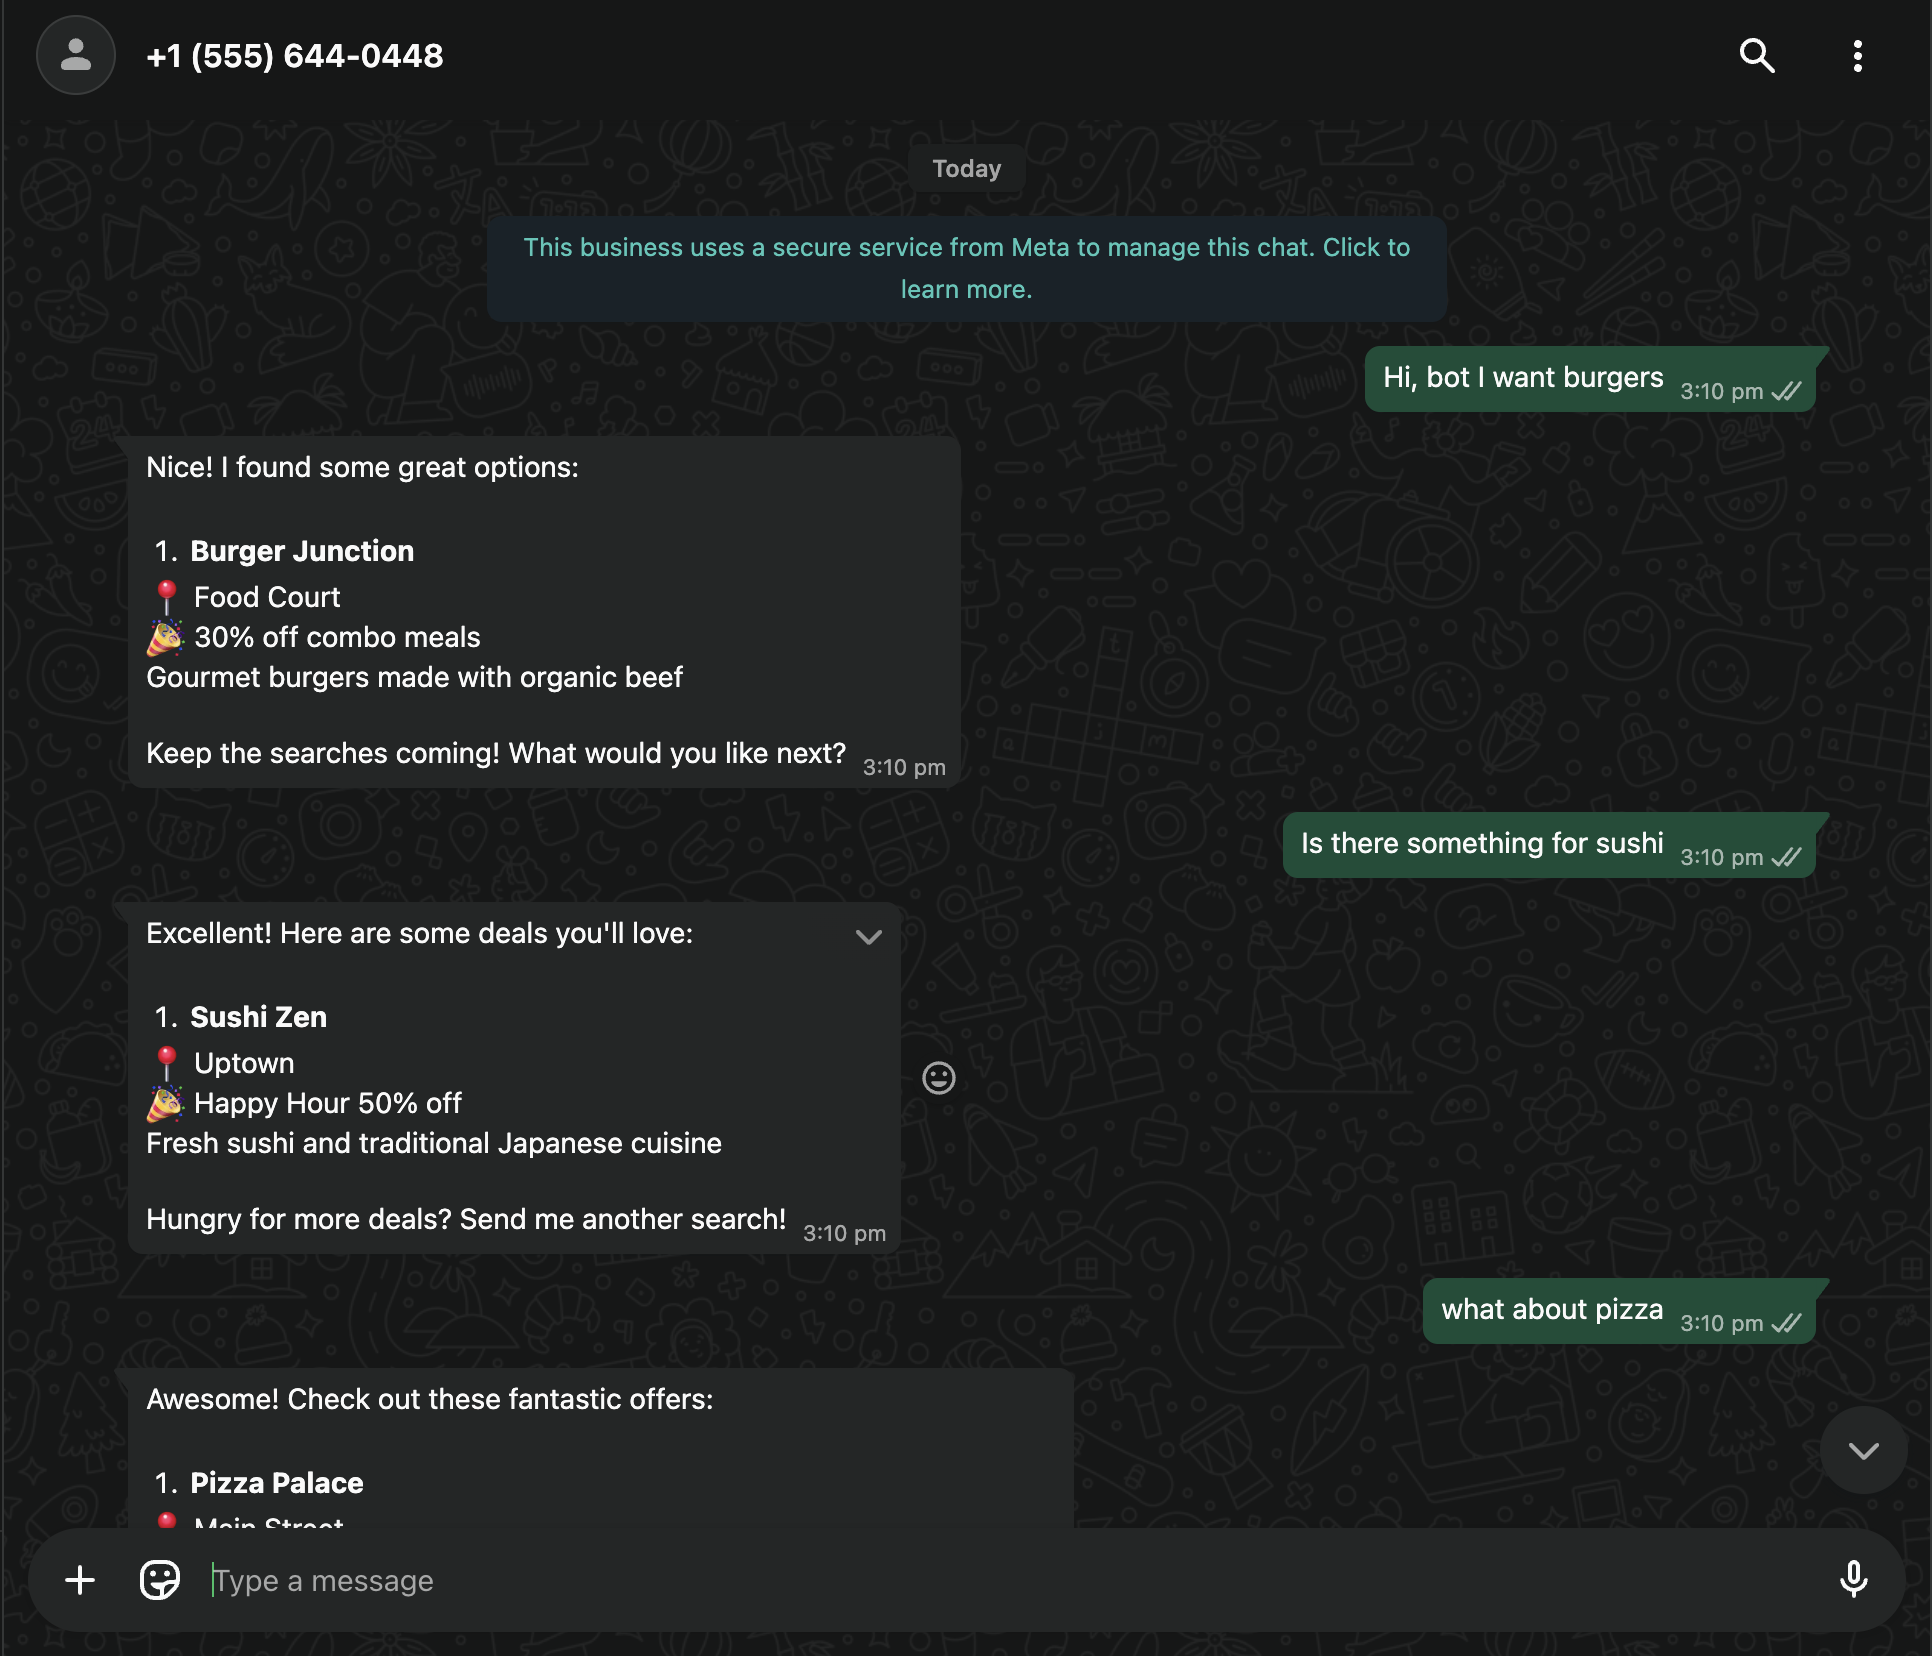 +1 (555) 644-0448
Today
This business uses a secure service from Meta to manage this chat. Click to
learn more.
Hi, bot I want burgers 3:10 pm
Nice! I found some great options:
1. Burger Junction
📍 Food Court
🎉 30% off combo meals
Gourmet burgers made with organic beef
Keep the searches coming! What would you like next? 3:10 pm
Is there something for sushi 3:10 pm
Excellent! Here are some deals you'll love:
1. Sushi Zen
📍 Uptown
🎉 Happy Hour 50% off
Fresh sushi and traditional Japanese cuisine
Hungry for more deals? Send me another search! 3:10 pm
what about pizza 3:10 pm
Awesome! Check out these fantastic offers:
1. Pizza Palace
📍 Main Street
Type a message